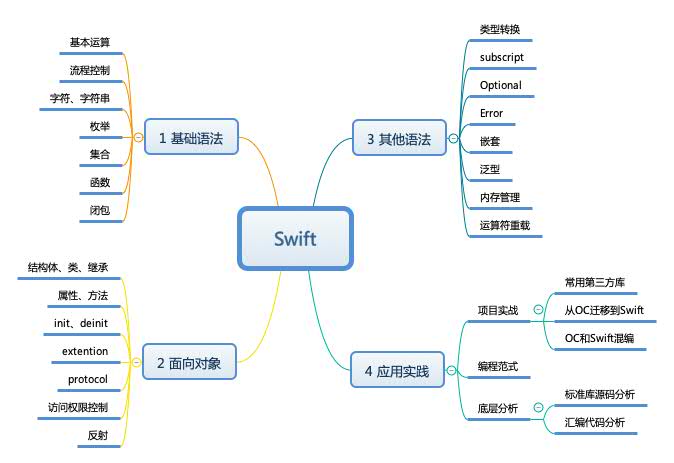 Swift
1 基础语法
基本运算
流程控制
字符、字符串
枚举
集合
函数
闭包
2 面向对象
结构体、类、继承
属性、方法
init、deinit
extention
protocol
访问权限控制
反射
3 其他语法
类型转换
subscript
Optional
Error
嵌套
泛型
内存管理
运算符重载
4 应用实践
项目实战
常用第三方库
从OC迁移到Swift
OC和Swift混编
编程范式
底层分析
标准库源码分析
汇编代码分析